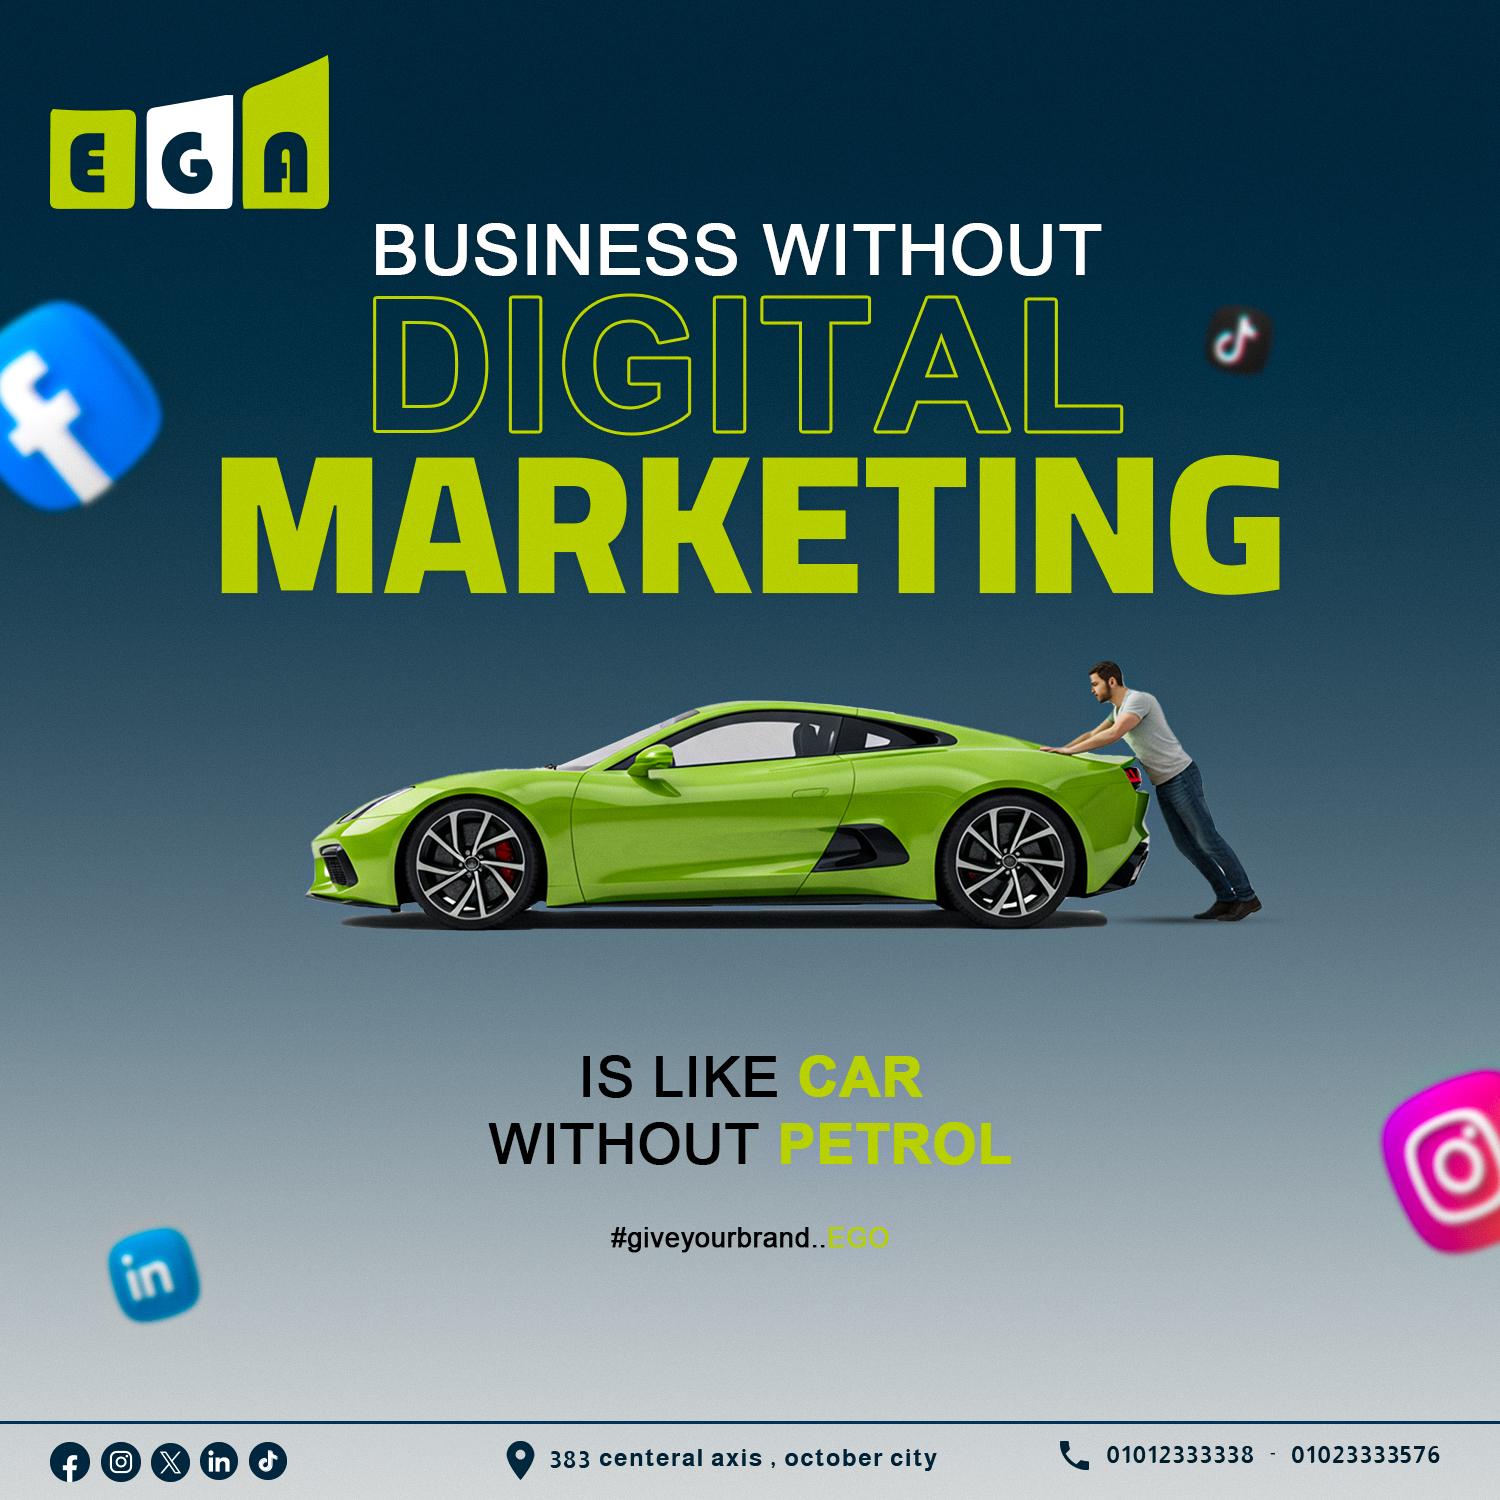 EGA
BUSINESS WITHOUT
DIGITAL
MARKETING
IS LIKE CAR
WITHOUT PETROL
#giveyourbrand..EGO
in
383 centeral axis , october city
01012333338 - 01023333576